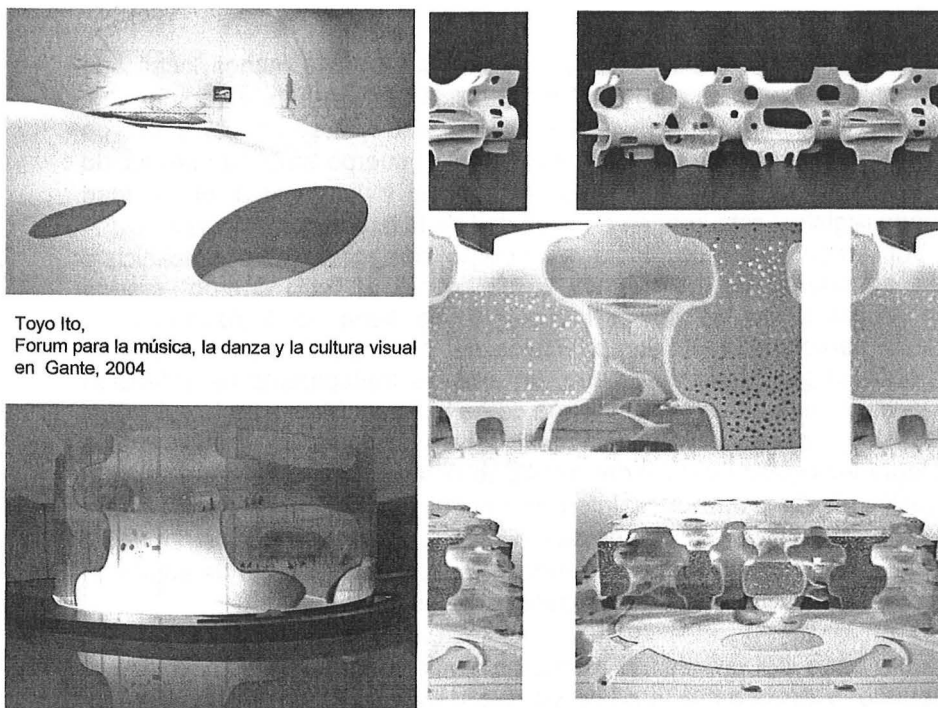 Toyo Ito,
Forum para la música, la danza y la cultura visual
en Gante, 2004